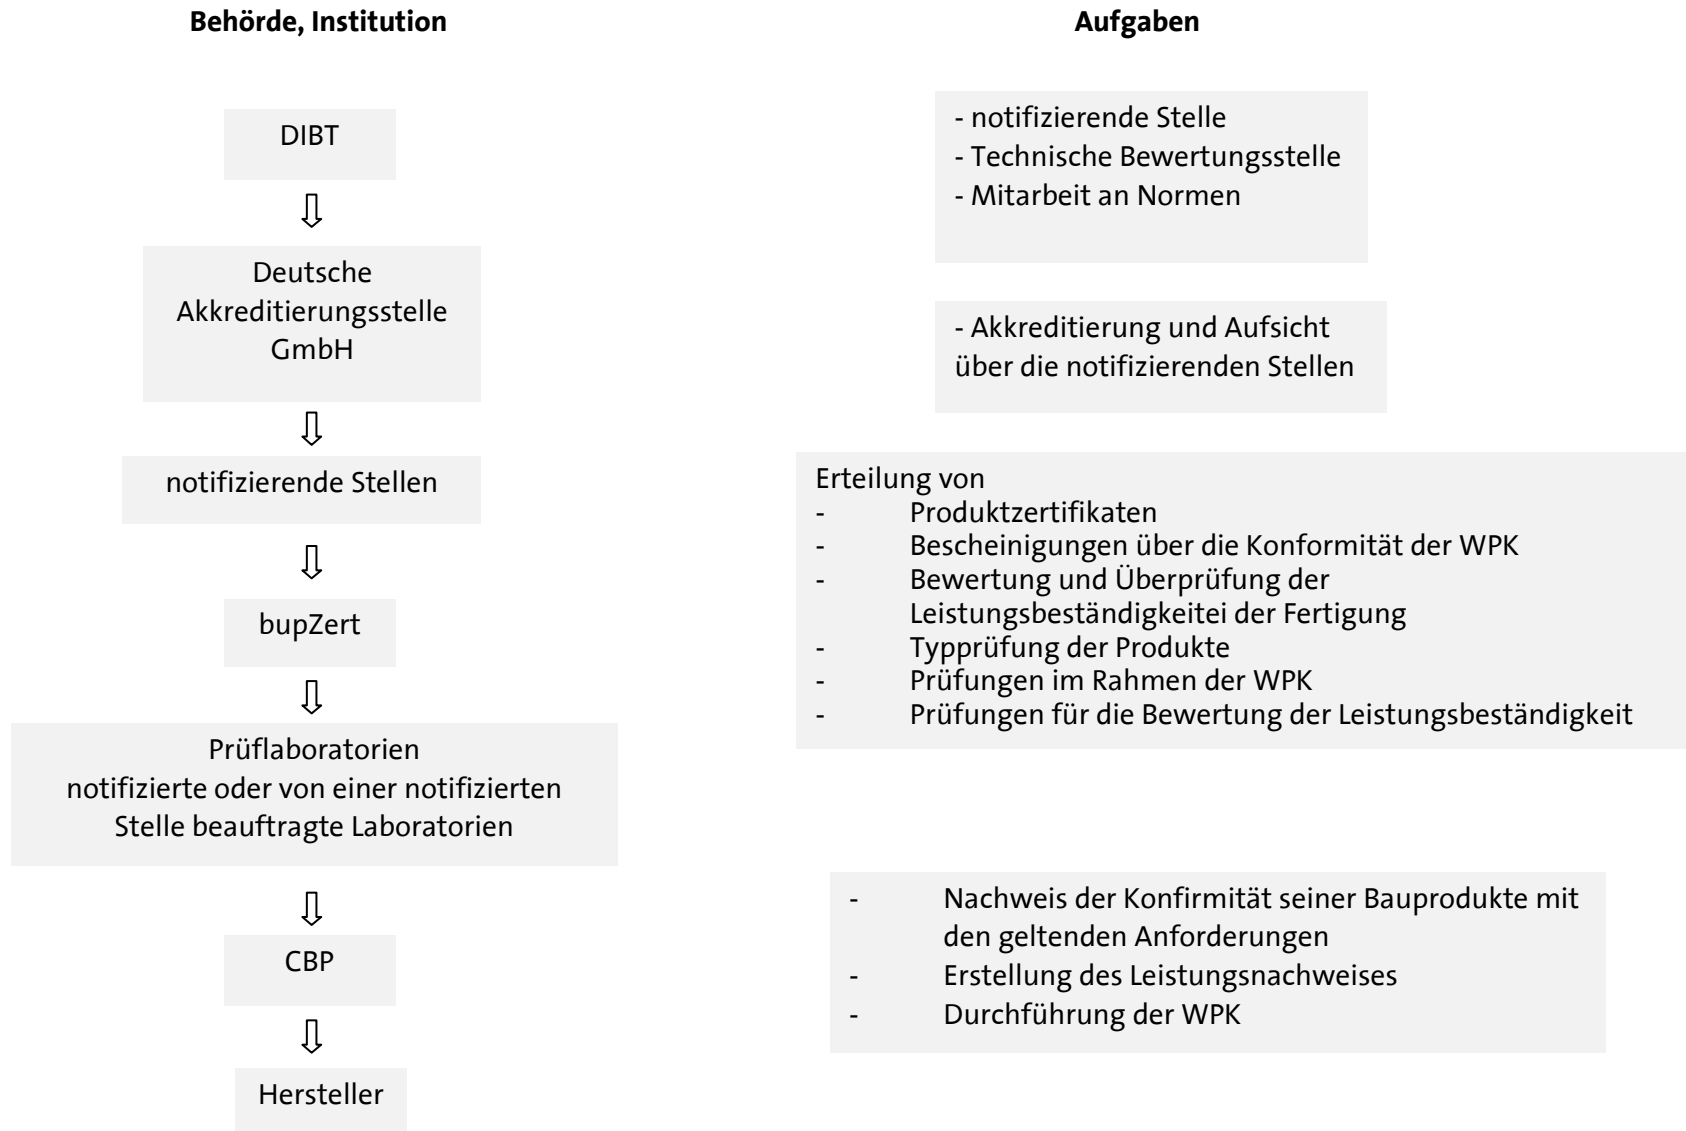 Behörde, Institution
Aufgaben
DIBT
Deutsche
Akkreditierungsstelle
GmbH
notifizierende Stellen
bupZert
Prüflaboratorien
notifizierte oder von einer notifizierten
Stelle beauftragte Laboratorien
CBP
Hersteller
- notifizierende Stelle
- Technische Bewertungsstelle
- Mitarbeit an Normen
- Akkreditierung und Aufsicht
über die notifizierenden Stellen
Erteilung von
- Produktzertifikaten
- Bescheinigungen über die Konformität der WPK
- Bewertung und Überprüfung der
Leistungsbeständigkeitei der Fertigung
- Typprüfung der Produkte
- Prüfungen im Rahmen der WPK
- Prüfungen für die Bewertung der Leistungsbeständigkeit
- Nachweis der Konfirmität seiner Bauprodukte mit
den geltenden Anforderungen
- Erstellung des Leistungsnachweises
- Durchführung der WPK